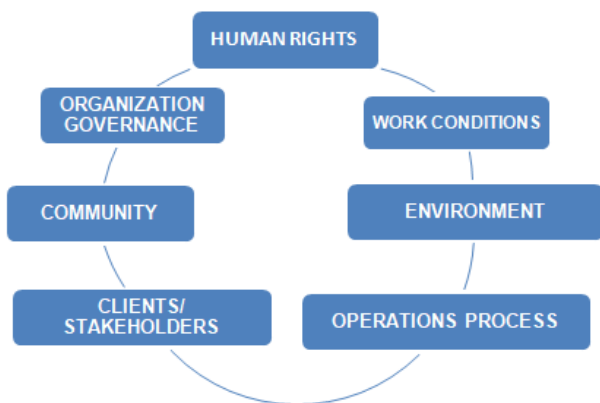 HUMAN RIGHTS
ORGANIZATION
GOVERNANCE
WORK CONDITIONS
COMMUNITY
ENVIRONMENT
CLIENTS/
STAKEHOLDERS
OPERATIONS PROCESS